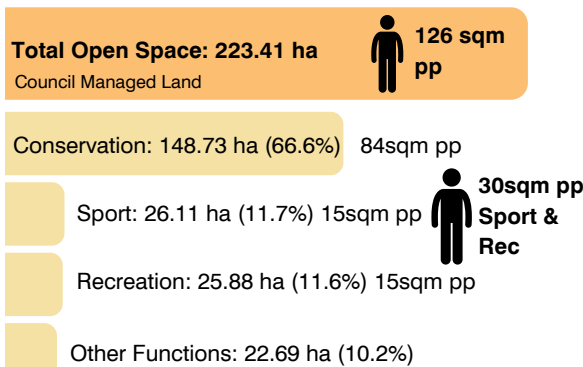 Total Open Space: 223.41 ha
Council Managed Land
126 sqm
pp
Conservation: 148.73 ha (66.6%) 84sqm pp
Sport: 26.11 ha (11.7%) 15sqm pp
30sqm pp
Sport &
Rec
Recreation: 25.88 ha (11.6%) 15sqm pp
Other Functions: 22.69 ha (10.2%)